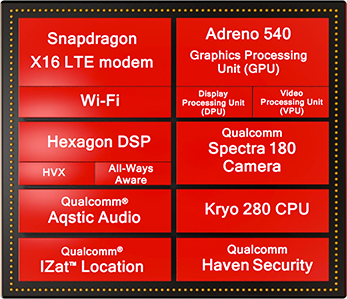 Snapdragon
X16 LTE modem
Wi-Fi
Adreno 540
Graphics Processing
Unit (GPU)
Display
Processing Unit
(DPU)
Video
Processing Unit
(VPU)
Hexagon DSP
HVX
All-Ways
Aware
Qualcomm
Spectra 180
Camera
Qualcomm®
Aqstic Audio
Kryo 280 CPU
Qualcomm®
IZat™ Location
Qualcomm
Haven Security